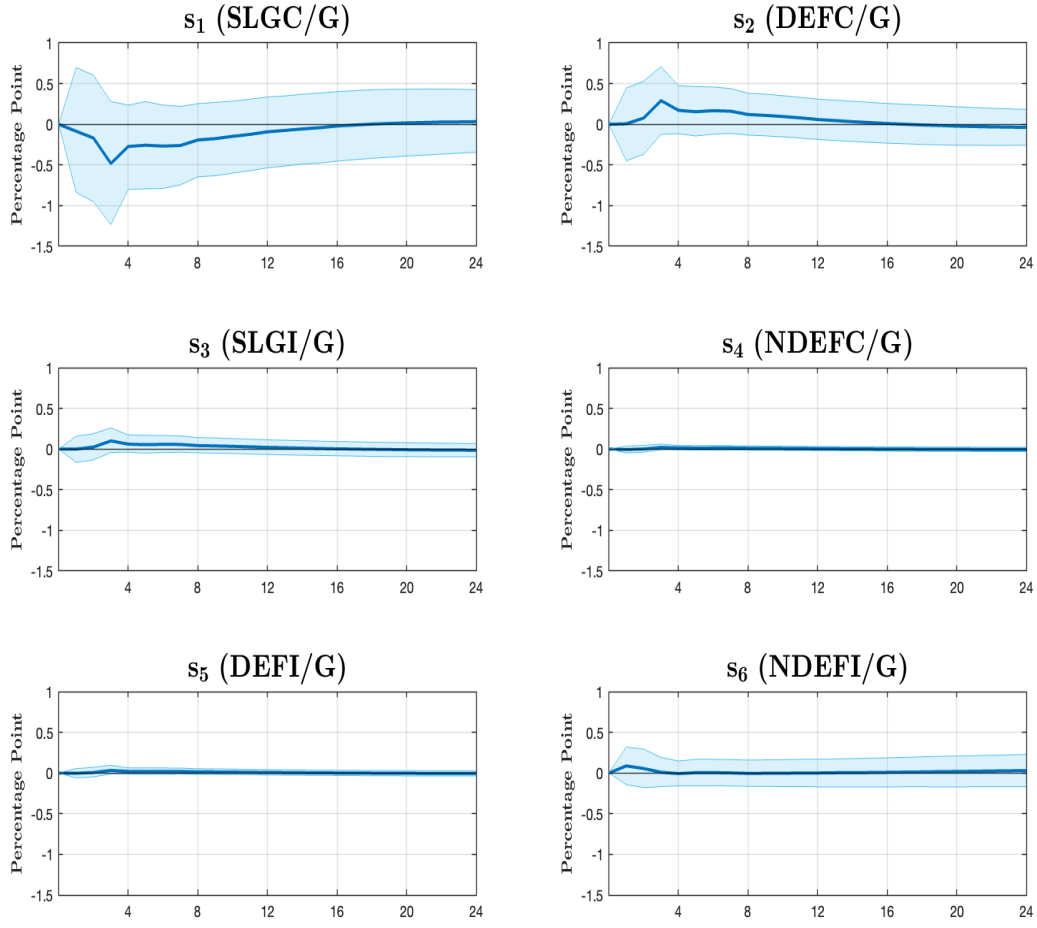 s₁ (SLGC/G)
Percentage Point
1
0.5
0
-0.5
-1
-1.5
4 8 12 16 20 24
s₂ (DEFC/G)
Percentage Point
1
0.5
0
-0.5
-1
-1.5
4 8 12 16 20 24
s₃ (SLGI/G)
Percentage Point
1
0.5
0
-0.5
-1
-1.5
4 8 12 16 20 24
s₄ (NDEFC/G)
Percentage Point
1
0.5
0
-0.5
-1
-1.5
4 8 12 16 20 24
s₅ (DEFI/G)
Percentage Point
1
0.5
0
-0.5
-1
-1.5
4 8 12 16 20 24
s₆ (NDEFI/G)
Percentage Point
1
0.5
0
-0.5
-1
-1.5
4 8 12 16 20 24